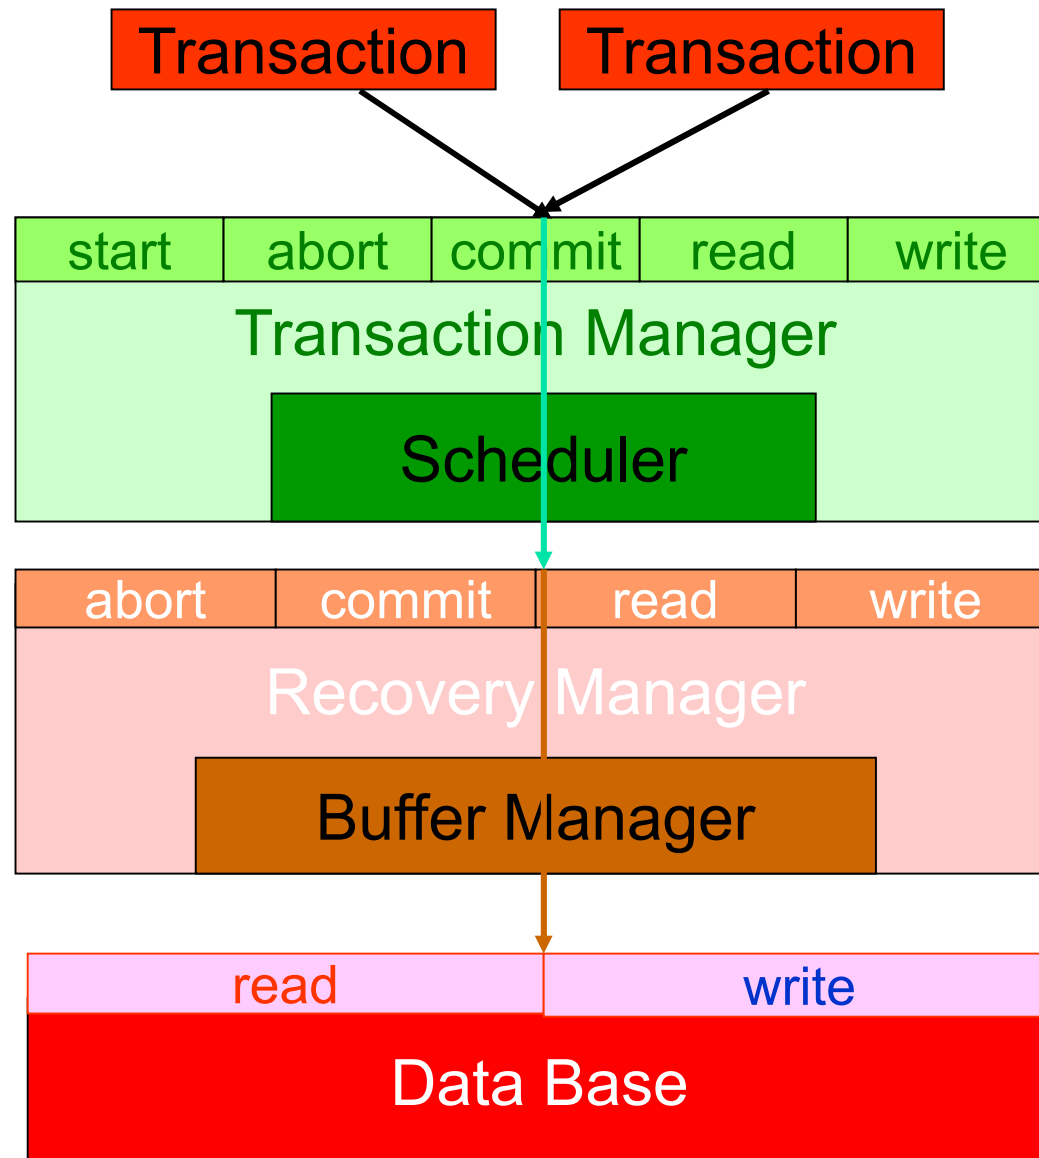 Transaction Transaction
start abort commit read write
Transaction Manager
Scheduler
abort commit read write
Recovery Manager
Buffer Manager
read write
Data Base